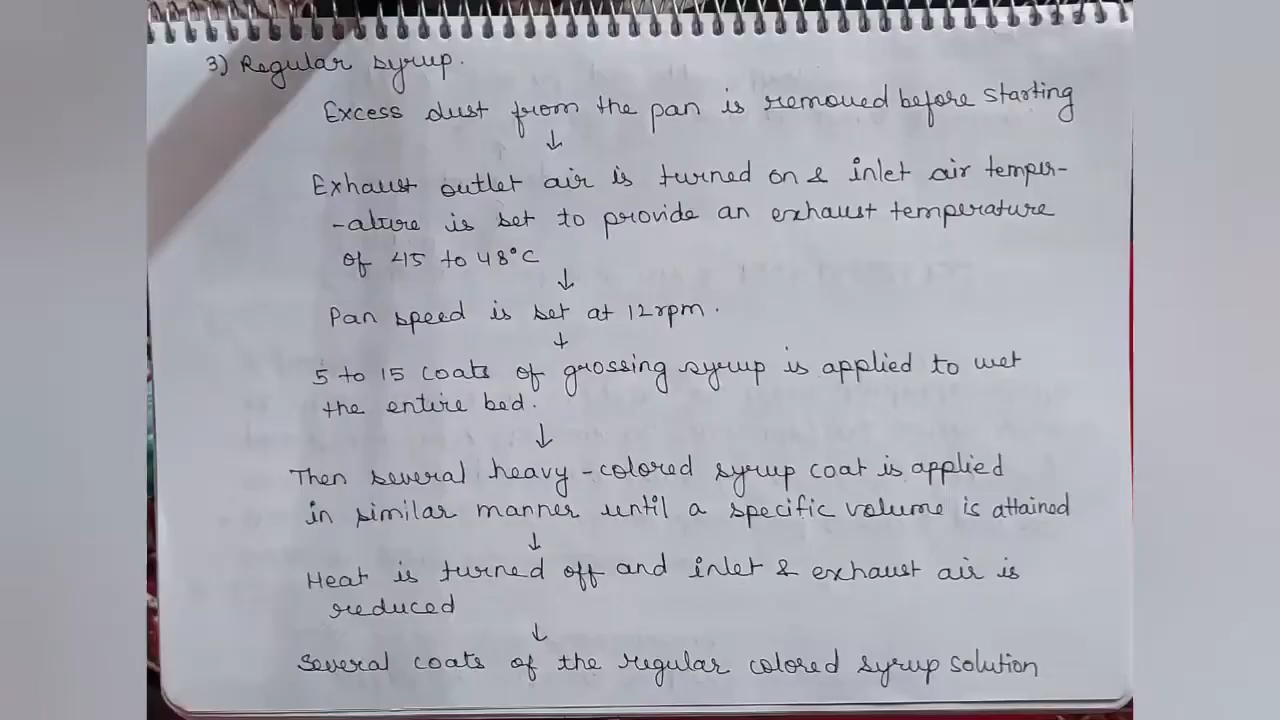 3) Regular syrup.
Excess dust from the pan is removed before starting
↓
Exhaust outlet air is turned on & inlet air temper-
-ature is set to provide an exhaust temperature
of 45 to 48°C
↓
Pan speed is set at 12rpm.
↓
5 to 15 coats of grossing syrup is applied to wet
the entire bed.
↓
Then several heavy-colored syrup coat is applied
in similar manner until a specific volume is attained
↓
Heat is turned off and inlet & exhaust air is
reduced
↓
Several coats of the regular colored syrup solution